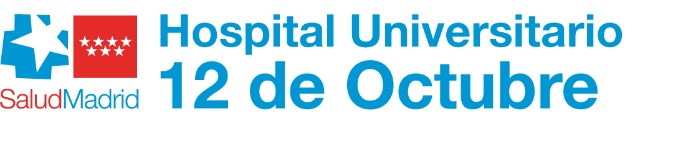 Hospital Universitario
12 de Octubre
SaludMadrid